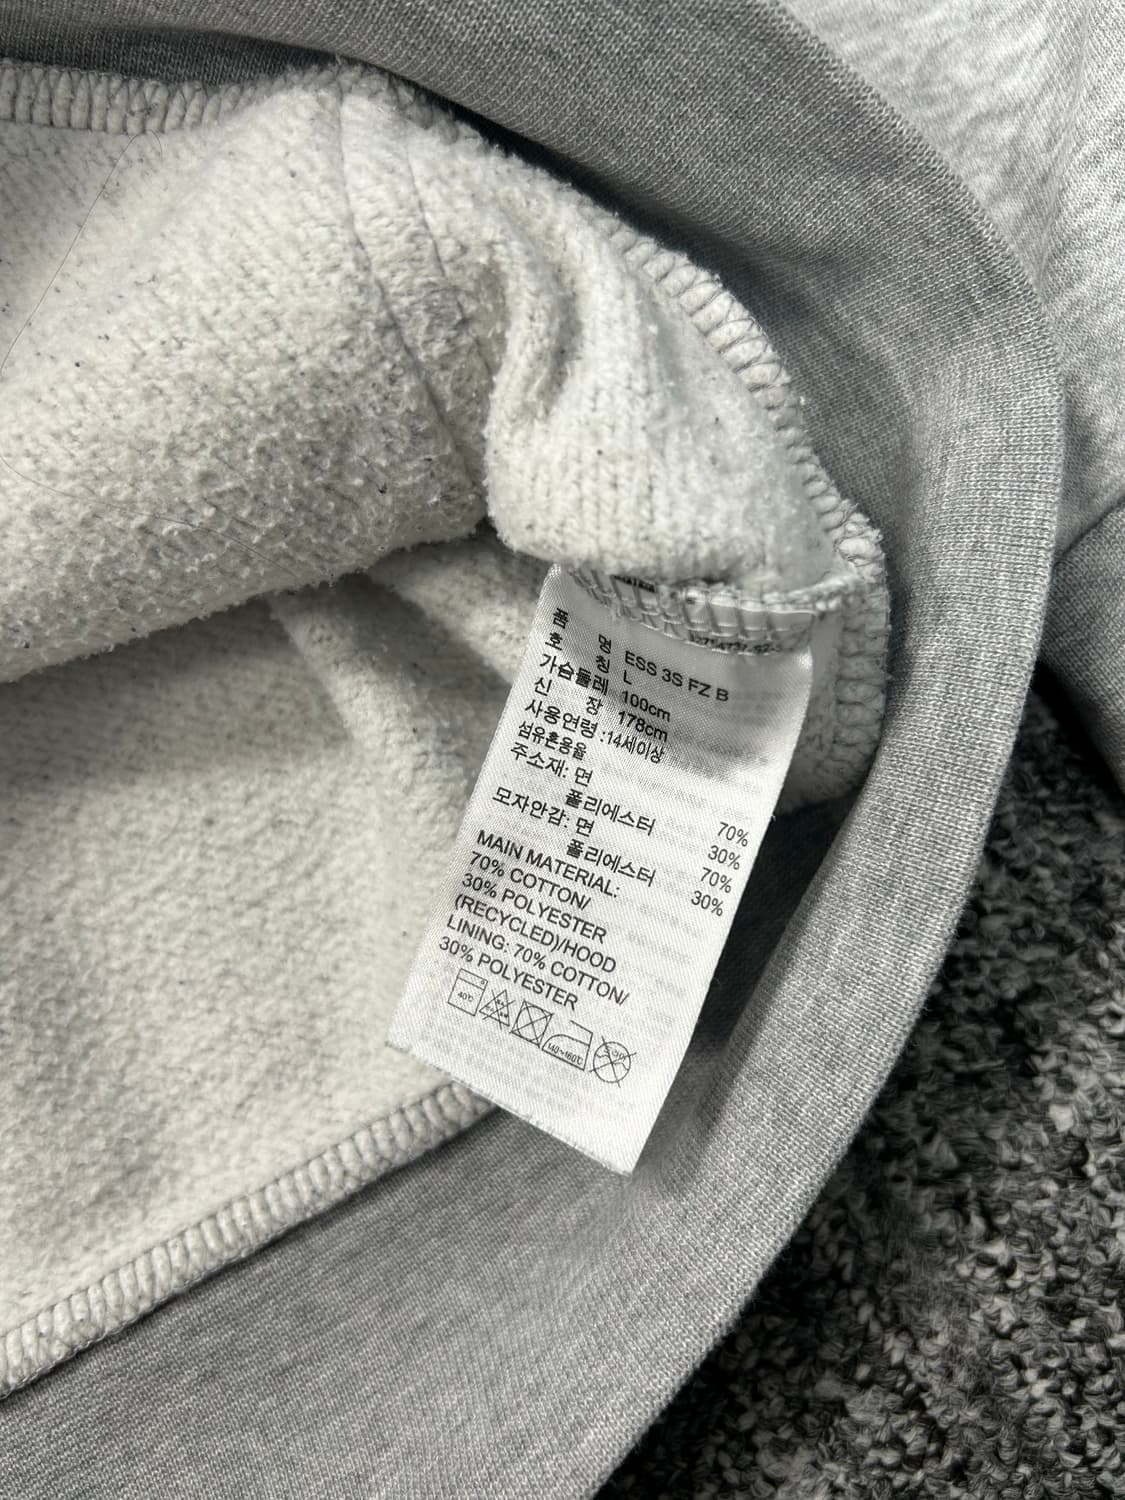 품 명 ESS 3S FZ B
호 칭 L
가슴둘레 100cm
신 장 178cm
사용연령 :14세이상
섬유혼용율
주소재: 면 70%
폴리에스터 30%
모자안감: 면 70%
폴리에스터 30%
MAIN MATERIAL:
70% COTTON/
30% POLYESTER
(RECYCLED)/HOOD
LINING: 70% COTTON/
30% POLYESTER
40℃
140~160℃